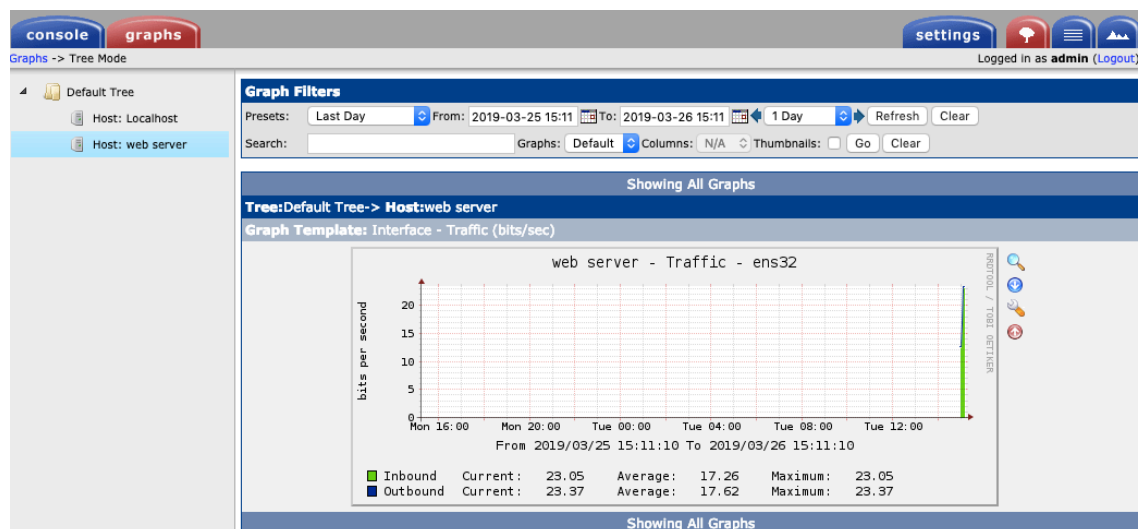 console graphs settings
Graphs -> Tree Mode Logged in as admin (Logout)
Default Tree
Host: Localhost
Host: web server
Graph Filters
Presets: Last Day From: 2019-03-25 15:11 To: 2019-03-26 15:11 1 Day Refresh Clear
Search: Graphs: Default Columns: N/A Thumbnails: Go Clear
Showing All Graphs
Tree:Default Tree-> Host:web server
Graph Template: Interface - Traffic (bits/sec)
web server - Traffic - ens32
RRDTOOL / TOBI OETIKER
bits per second
20
15
10
5
0
Mon 16:00 Mon 20:00 Tue 00:00 Tue 04:00 Tue 08:00 Tue 12:00
From 2019/03/25 15:11:10 To 2019/03/26 15:11:10
Inbound Current: 23.05 Average: 17.26 Maximum: 23.05
Outbound Current: 23.37 Average: 17.62 Maximum: 23.37
Showing All Graphs